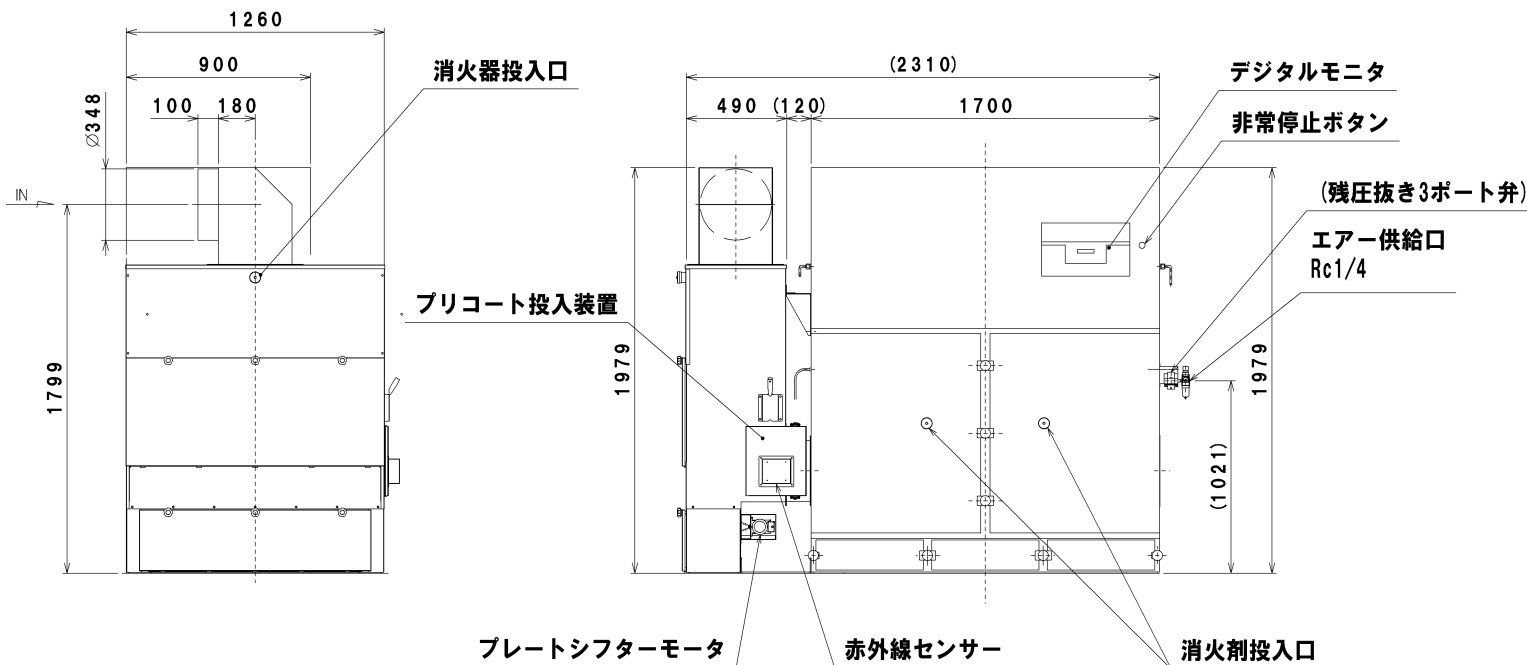 1260
900
100 180
⌀348
IN
1799
消火器投入口
(2310)
490 (120) 1700
デジタルモニタ
非常停止ボタン
(残圧抜き3ポート弁)
エアー供給口
Rc1/4
プリコート投入装置
1979
1979
(1021)
プレートシフターモータ
赤外線センサー
消火剤投入口